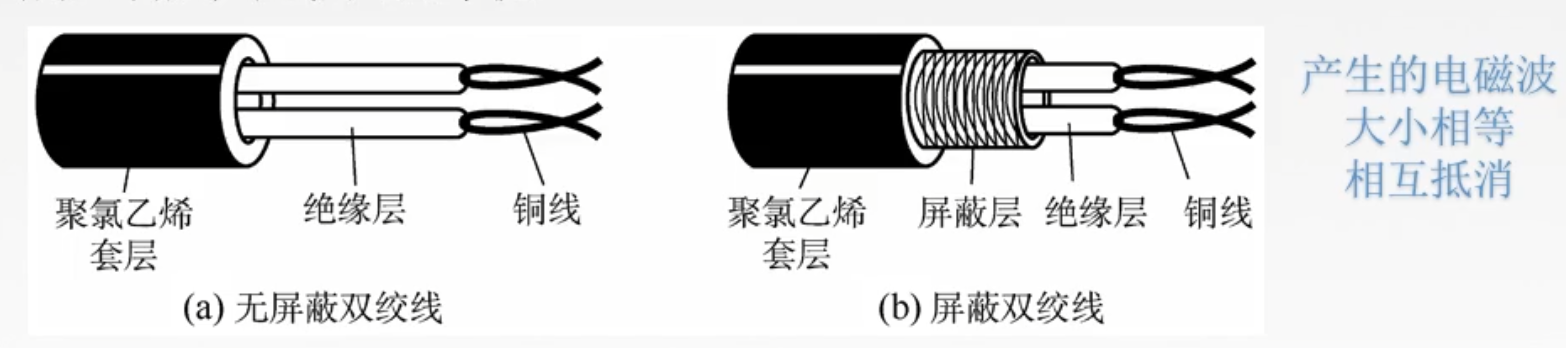 聚氯乙烯
套层
绝缘层
铜线
(a) 无屏蔽双绞线
聚氯乙烯
套层
屏蔽层
绝缘层
铜线
(b) 屏蔽双绞线
产生的电磁波
大小相等
相互抵消